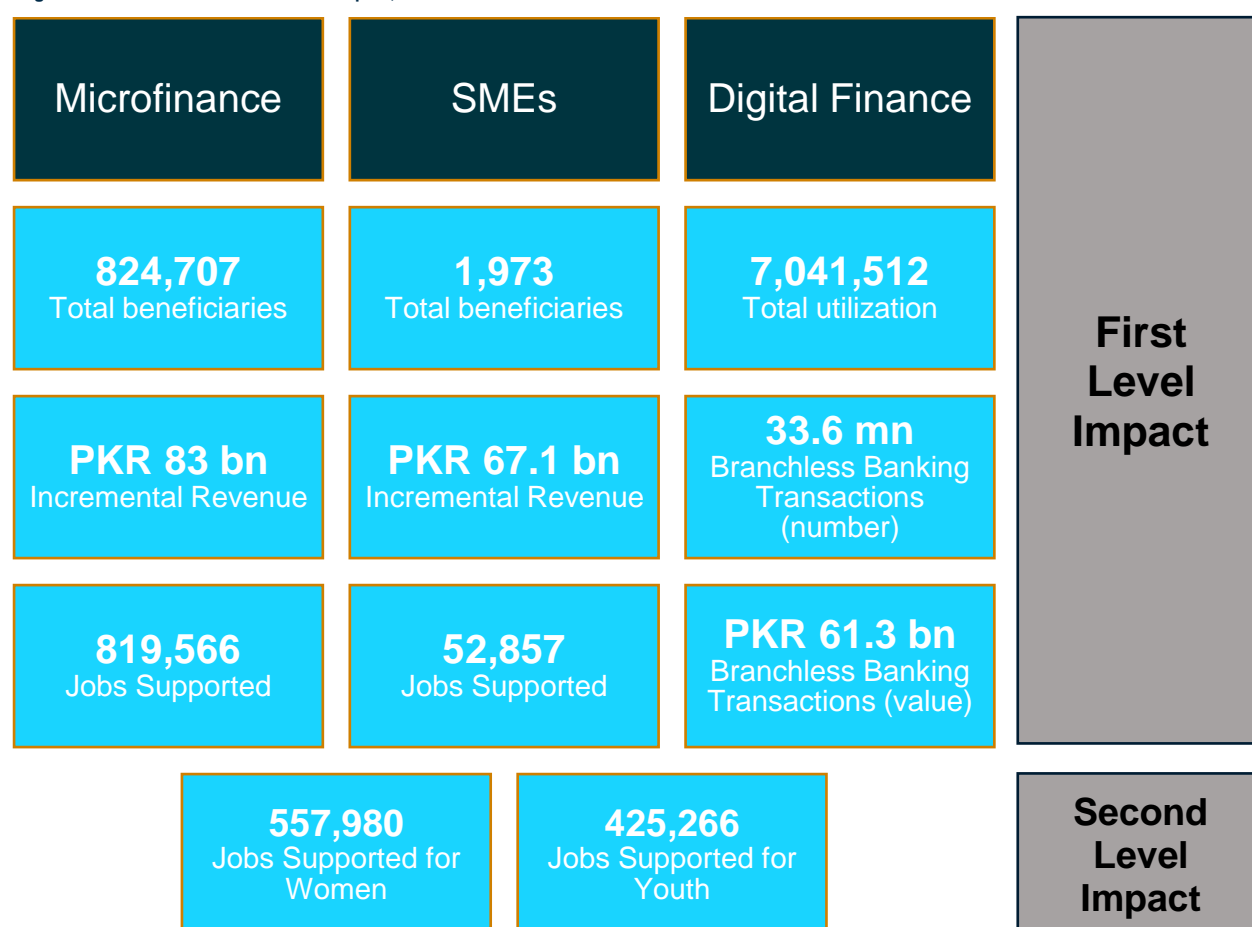 Microfinance
SMEs
Digital Finance
824,707
Total beneficiaries
1,973
Total beneficiaries
7,041,512
Total utilization
PKR 83 bn
Incremental Revenue
PKR 67.1 bn
Incremental Revenue
33.6 mn
Branchless Banking
Transactions
(number)
819,566
Jobs Supported
52,857
Jobs Supported
PKR 61.3 bn
Branchless Banking
Transactions (value)
First
Level
Impact
557,980
Jobs Supported for
Women
425,266
Jobs Supported for
Youth
Second
Level
Impact